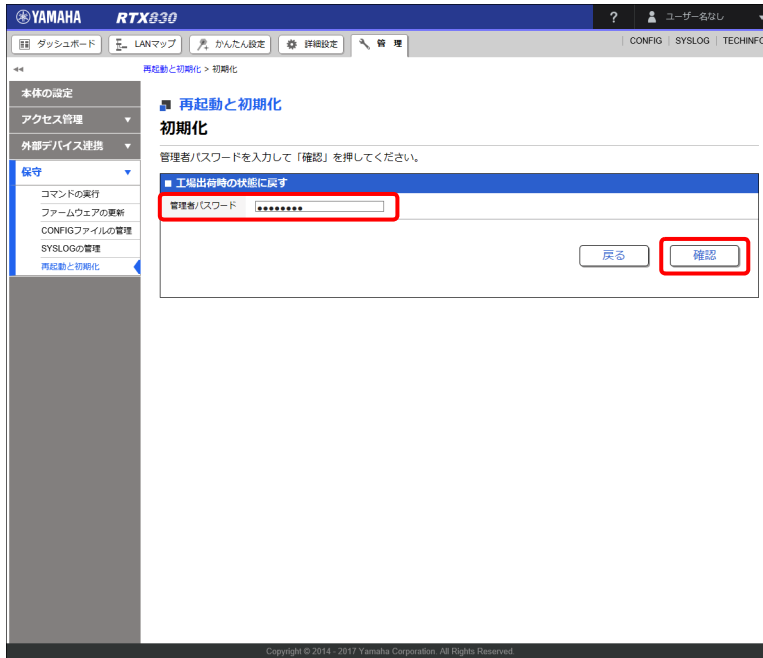 YAMAHA RTX830 ? ユーザー名なし
ダッシュボード LANマップ かんたん設定 詳細設定 管 理 CONFIG SYSLOG TECHINFO
再起動と初期化 > 初期化
本体の設定
アクセス管理
外部デバイス連携
保守
コマンドの実行
ファームウェアの更新
CONFIGファイルの管理
SYSLOGの管理
再起動と初期化
再起動と初期化
初期化
管理者パスワードを入力して「確認」を押してください。
■ 工場出荷時の状態に戻す
管理者パスワード ●●●●●●●●
戻る 確認
Copyright © 2014 - 2017 Yamaha Corporation. All Rights Reserved.